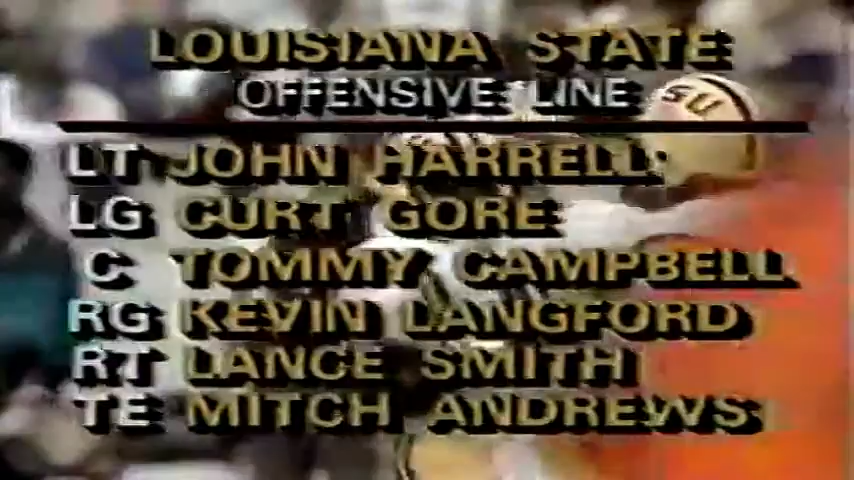 LOUISIANA STATE
OFFENSIVE LINE
LSU
LT JOHN HARRELL
LG CURT GORE
C TOMMY CAMPBELL
RG KEVIN LANGFORD
RT LANCE SMITH
TE MITCH ANDREWS